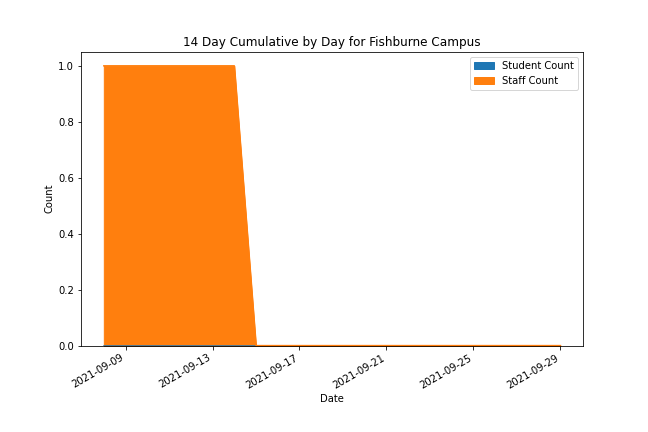 14 Day Cumulative by Day for Fishburne Campus
Student Count
Staff Count
1.0
0.8
0.6
0.4
0.2
0.0
Count
2021-09-09
2021-09-13
2021-09-17
2021-09-21
2021-09-25
2021-09-29
Date